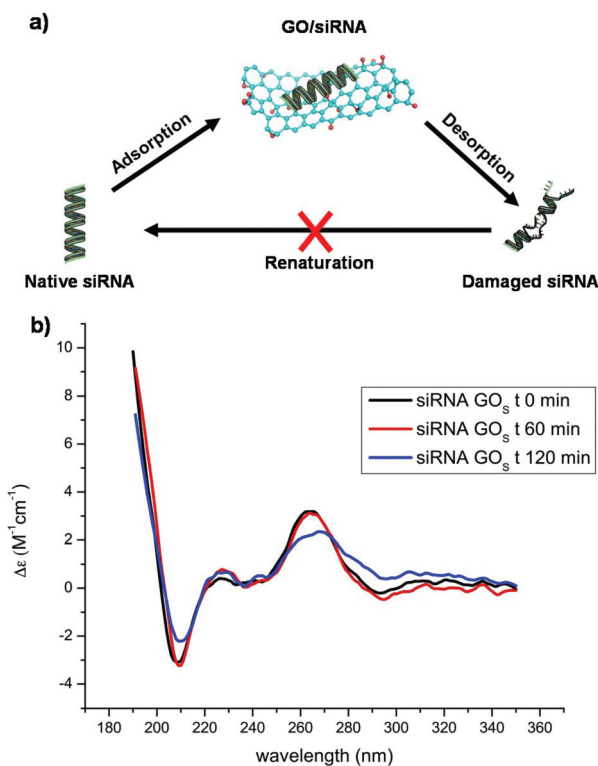 a)
GO/siRNA
Adsorption
Desorption
Renaturation
Native siRNA
Damaged siRNA
b)
10
8
6
4
2
0
-2
-4
Δε (M⁻¹cm⁻¹)
siRNA GOₛ t 0 min
siRNA GOₛ t 60 min
siRNA GOₛ t 120 min
180 200 220 240 260 280 300 320 340 360
wavelength (nm)